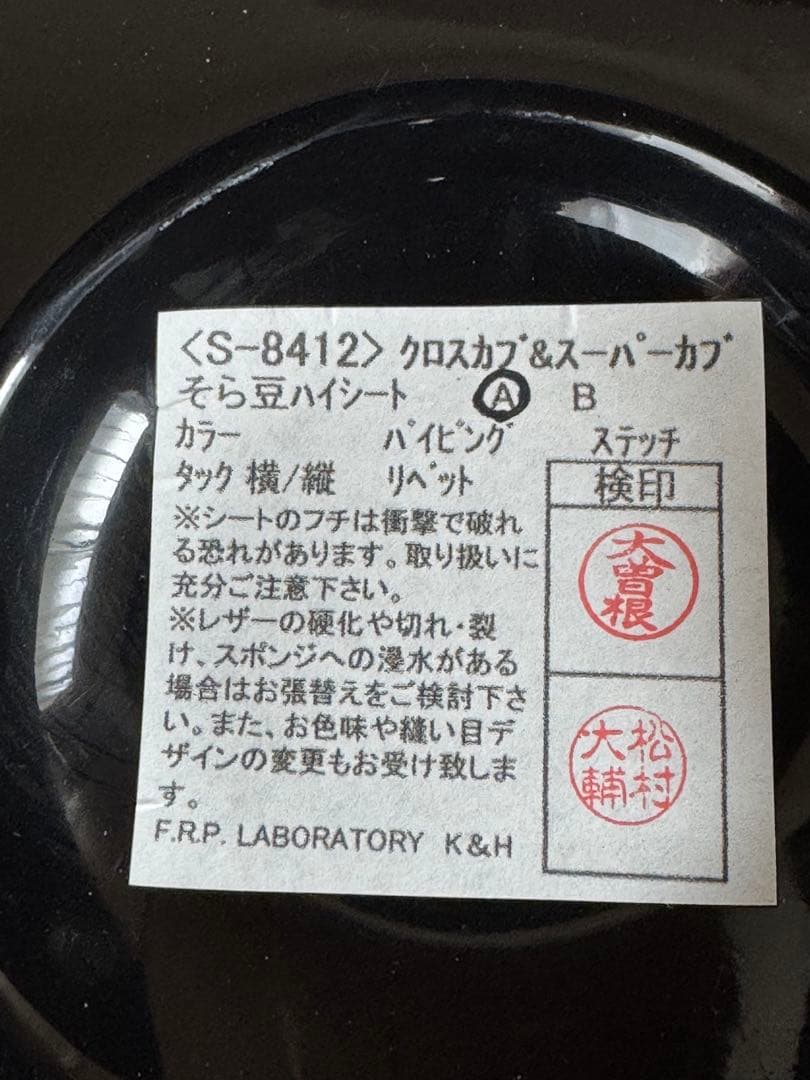 <S-8412> クロスカブ&スーパーカブ
そら豆ハイシート A B
カラー パイピング ステッチ
タック 横/縦 リベット
検印
※シートのフチは衝撃で破れ
る恐れがあります。取り扱いに
充分ご注意下さい。
※レザーの硬化や切れ・裂
け、スポンジへの浸水がある
場合はお張替えをご検討下さ
い。また、お色味や縫い目デ
ザインの変更もお受け致しま
す。
F.R.P. LABORATORY K&H
大曽根
松村
大輔